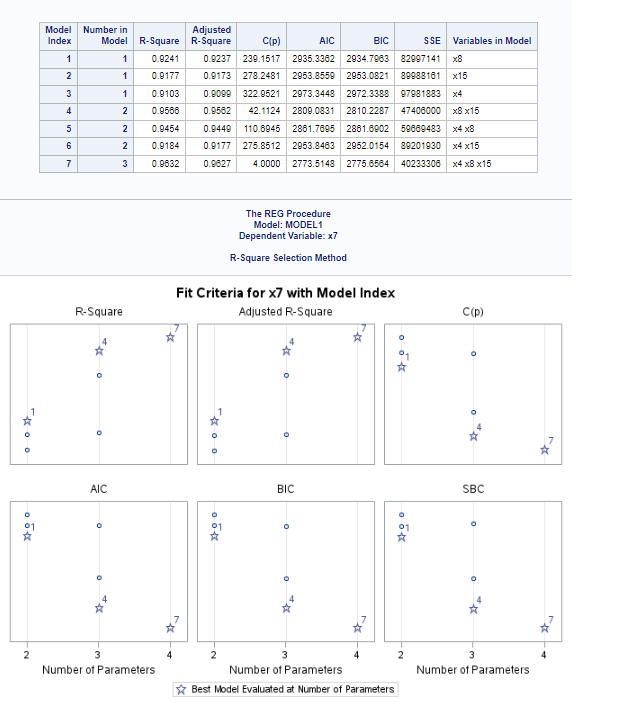 Model Index Number in Model R-Square Adjusted R-Square C(p) AIC BIC SSE Variables in Model
1 1 0.9241 0.9237 239.1517 2935.3362 2934.7963 82997141 x8
2 1 0.9177 0.9173 278.2481 2953.8559 2953.0821 89988161 x15
3 1 0.9103 0.9099 322.9521 2973.3448 2972.3388 97981883 x4
4 2 0.9566 0.9562 42.1124 2809.0831 2810.2287 47406000 x8 x15
5 2 0.9454 0.9449 110.6945 2861.7695 2861.6902 59669483 x4 x8
6 2 0.9184 0.9177 275.8512 2953.8463 2952.0154 89201930 x4 x15
7 3 0.9632 0.9627 4.0000 2773.5148 2775.6564 40233306 x4 x8 x15
The REG Procedure
Model: MODEL1
Dependent Variable: x7
R-Square Selection Method
Fit Criteria for x7 with Model Index
R-Square Adjusted R-Square C(p)
1 4 7 1 4 7 1 4 7
AIC BIC SBC
1 4 7 1 4 7 1 4 7
2 3 4 2 3 4 2 3 4
Number of Parameters Number of Parameters Number of Parameters
Best Model Evaluated at Number of Parameters